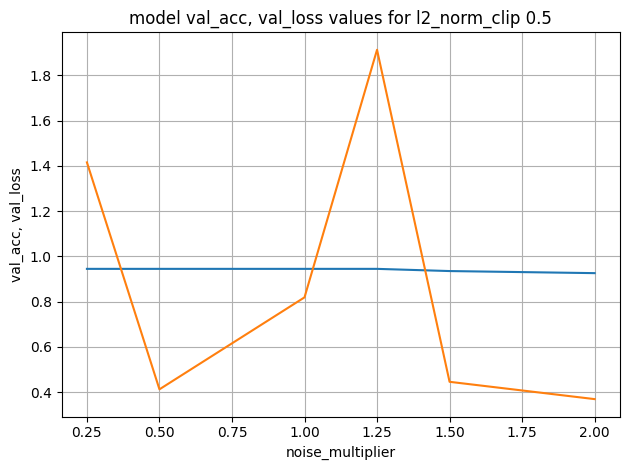 model val_acc, val_loss values for l2_norm_clip 0.5
val_acc, val_loss
1.8
1.6
1.4
1.2
1.0
0.8
0.6
0.4
0.25 0.50 0.75 1.00 1.25 1.50 1.75 2.00
noise_multiplier